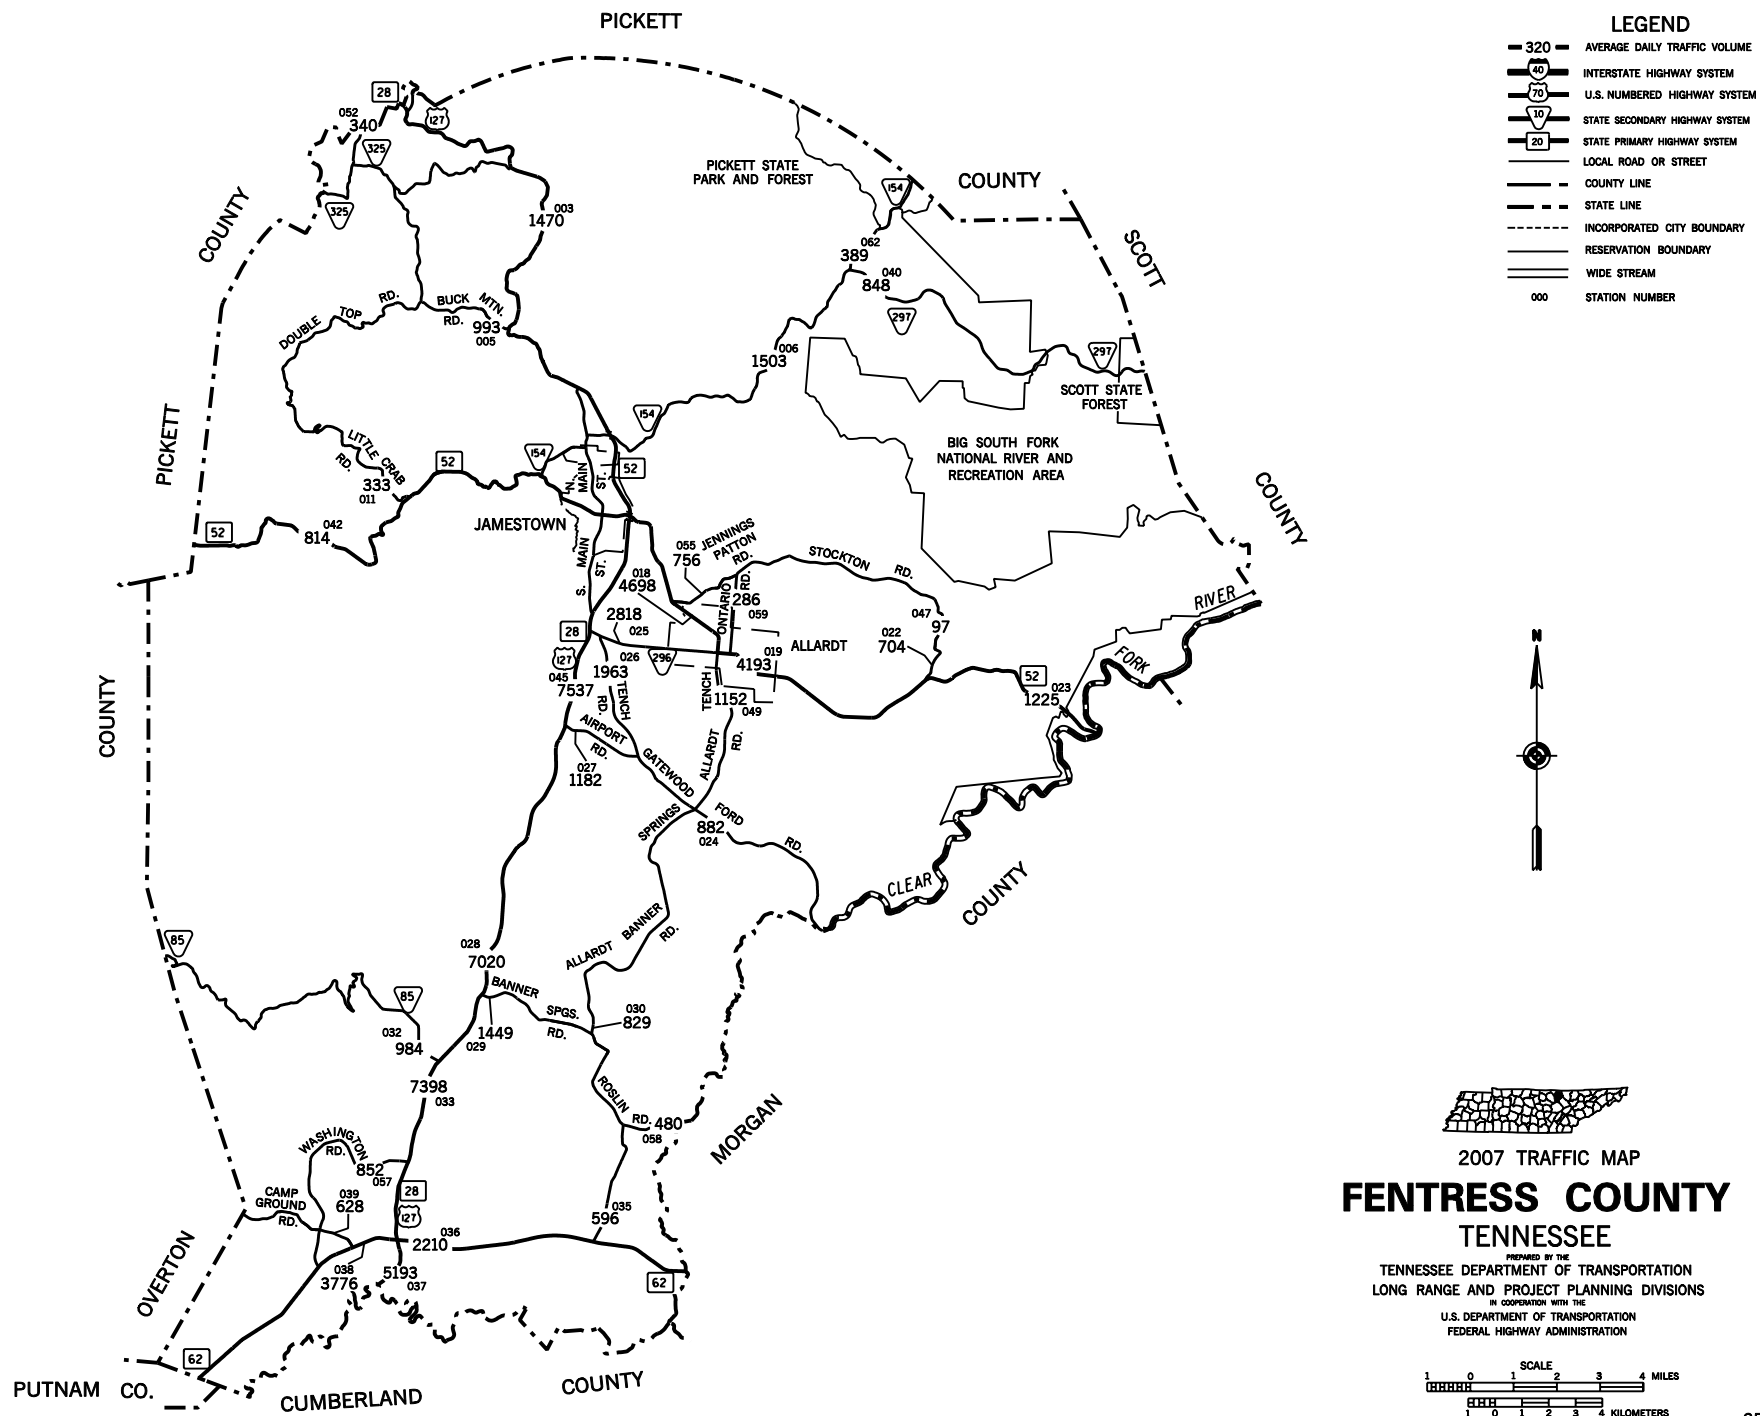 PICKETT
LEGEND
320 AVERAGE DAILY TRAFFIC VOLUME
40 INTERSTATE HIGHWAY SYSTEM
70 U.S. NUMBERED HIGHWAY SYSTEM
10 STATE SECONDARY HIGHWAY SYSTEM
20 STATE PRIMARY HIGHWAY SYSTEM
LOCAL ROAD OR STREET
COUNTY LINE
STATE LINE
INCORPORATED CITY BOUNDARY
RESERVATION BOUNDARY
WIDE STREAM
000 STATION NUMBER
28
052
340
127
325
325
003
1470
PICKETT STATE
PARK AND FOREST
154
COUNTY
COUNTY
SCOTT
062
389
040
848
297
DOUBLE TOP RD.
BUCK MTN.
RD.
993
005
006
1503
297
SCOTT STATE
FOREST
PICKETT
154
BIG SOUTH FORK
NATIONAL RIVER AND
RECREATION AREA
LITTLE CRAB
RD.
333
011
52
154
N. MAIN ST.
52
COUNTY
52
042
814
JAMESTOWN
S. MAIN ST.
055
756
JENNINGS
PATTON
RD.
STOCKTON RD.
018
4698
ONTARIO RD.
286
059
047
97
RIVER
2818
025
28
026
296
019
4193
ALLARDT
022
704
FORK
127
045
7537
1963
TENCH
RD.
TENCH
1152
049
52
023
1225
COUNTY
AIRPORT
RD.
027
1182
GATEWOOD
ALLARDT RD.
SPRINGS
FORD
RD.
882
024
CLEAR
COUNTY
BANNER
RD.
ALLARDT
85
028
7020
BANNER
SPGS.
RD.
85
032
984
1449
029
030
829
7398
033
ROSLIN
RD.
480
058
MORGAN
WASHINGTON
RD.
852
057
CAMP
GROUND
RD.
039
628
28
127
035
596
036
2210
038
3776
5193
037
62
OVERTON
62
PUTNAM CO.
CUMBERLAND
COUNTY
N
2007 TRAFFIC MAP
FENTRESS COUNTY
TENNESSEE
PREPARED BY THE
TENNESSEE DEPARTMENT OF TRANSPORTATION
LONG RANGE AND PROJECT PLANNING DIVISIONS
IN COOPERATION WITH THE
U.S. DEPARTMENT OF TRANSPORTATION
FEDERAL HIGHWAY ADMINISTRATION
SCALE
1 0 1 2 3 4 MILES
1 0 1 2 3 4 KILOMETERS